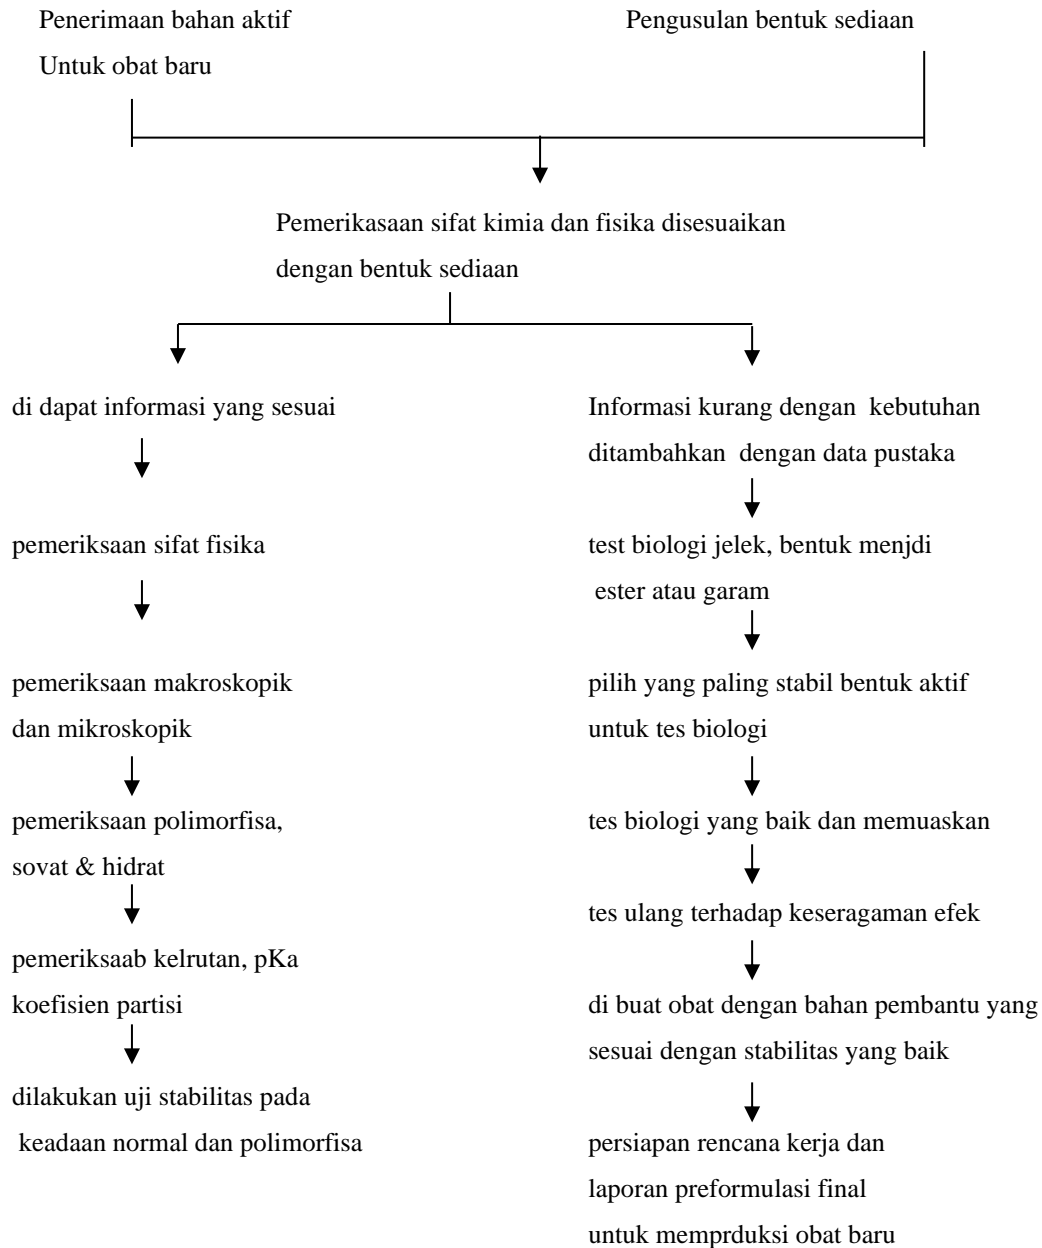 Penerimaan bahan aktif
Untuk obat baru
Pengusulan bentuk sediaan
Pemerikasaan sifat kimia dan fisika disesuaikan
dengan bentuk sediaan
di dapat informasi yang sesuai
pemeriksaan sifat fisika
pemeriksaan makroskopik
dan mikroskopik
pemeriksaan polimorfisa,
sovat & hidrat
pemeriksaab kelrutan, pKa
koefisien partisi
dilakukan uji stabilitas pada
keadaan normal dan polimorfisa
Informasi kurang dengan kebutuhan
ditambahkan dengan data pustaka
test biologi jelek, bentuk menjdi
ester atau garam
pilih yang paling stabil bentuk aktif
untuk tes biologi
tes biologi yang baik dan memuaskan
tes ulang terhadap keseragaman efek
di buat obat dengan bahan pembantu yang
sesuai dengan stabilitas yang baik
persiapan rencana kerja dan
laporan preformulasi final
untuk memprduksi obat baru